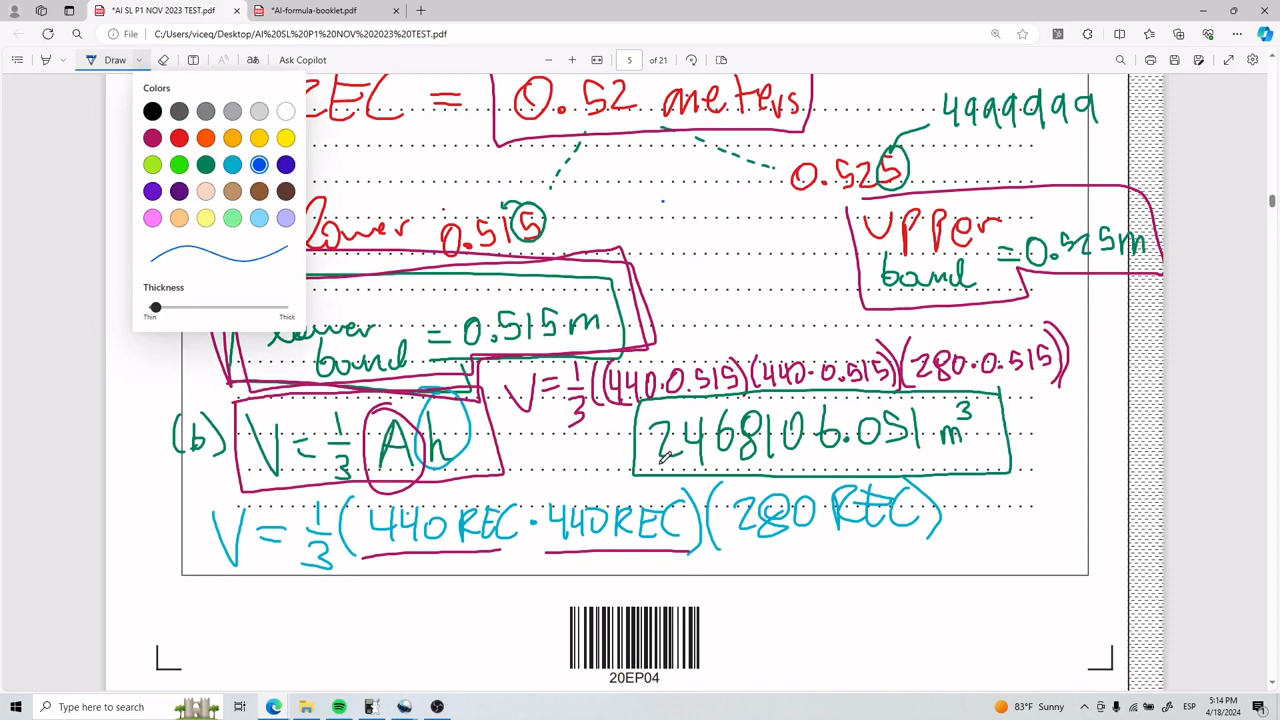 *AI SL P1 NOV 2023 TEST.pdf
*AI-formula-booklet.pdf
File
C:/Users/viceq/Desktop/AI%20SL%20P1%20NOV%202023%20TEST.pdf
Draw
Ask Copilot
5
of 21
Colors
Thickness
Thin
Thick
REC = 0.52 meters
4999999
0.525
lower 0.515
upper
bond = 0.525m
lower
bound = 0.515m
V = 1/3 ((440·0.515)(440·0.515)(280·0.515))
(b) V = 1/3 A h
2468106.051 m³
V = 1/3 (440 REC · 440 REC)(280 REC)
20EP04
Type here to search
83°F Sunny
ESP
5:14 PM
4/18/2024